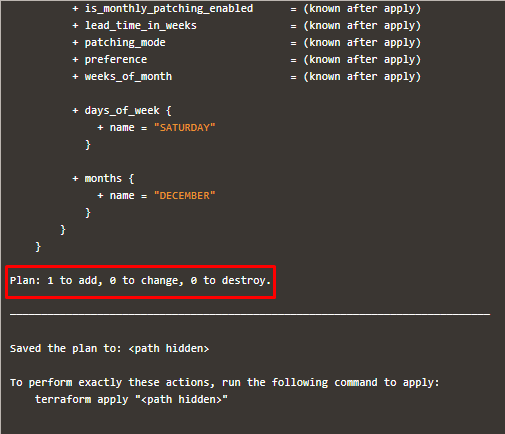 + is_monthly_patching_enabled = (known after apply)
+ lead_time_in_weeks = (known after apply)
+ patching_mode = (known after apply)
+ preference = (known after apply)
+ weeks_of_month = (known after apply)
+ days_of_week {
+ name = "SATURDAY"
}
+ months {
+ name = "DECEMBER"
}
}
}
Plan: 1 to add, 0 to change, 0 to destroy.
Saved the plan to: <path hidden>
To perform exactly these actions, run the following command to apply:
terraform apply "<path hidden>"